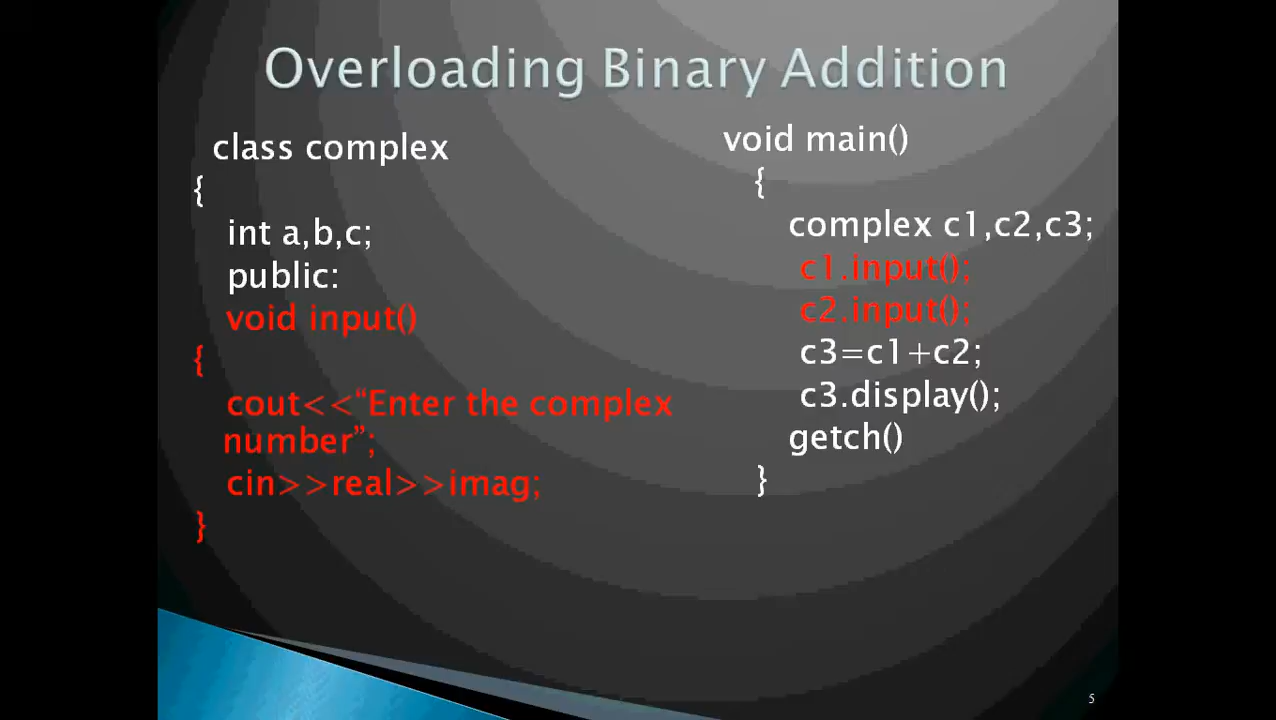 Overloading Binary Addition
class complex
{
int a,b,c;
public:
void input()
{
cout<<“Enter the complex
number”;
cin>>real>>imag;
}
void main()
{
complex c1,c2,c3;
c1.input();
c2.input();
c3=c1+c2;
c3.display();
getch()
}
5